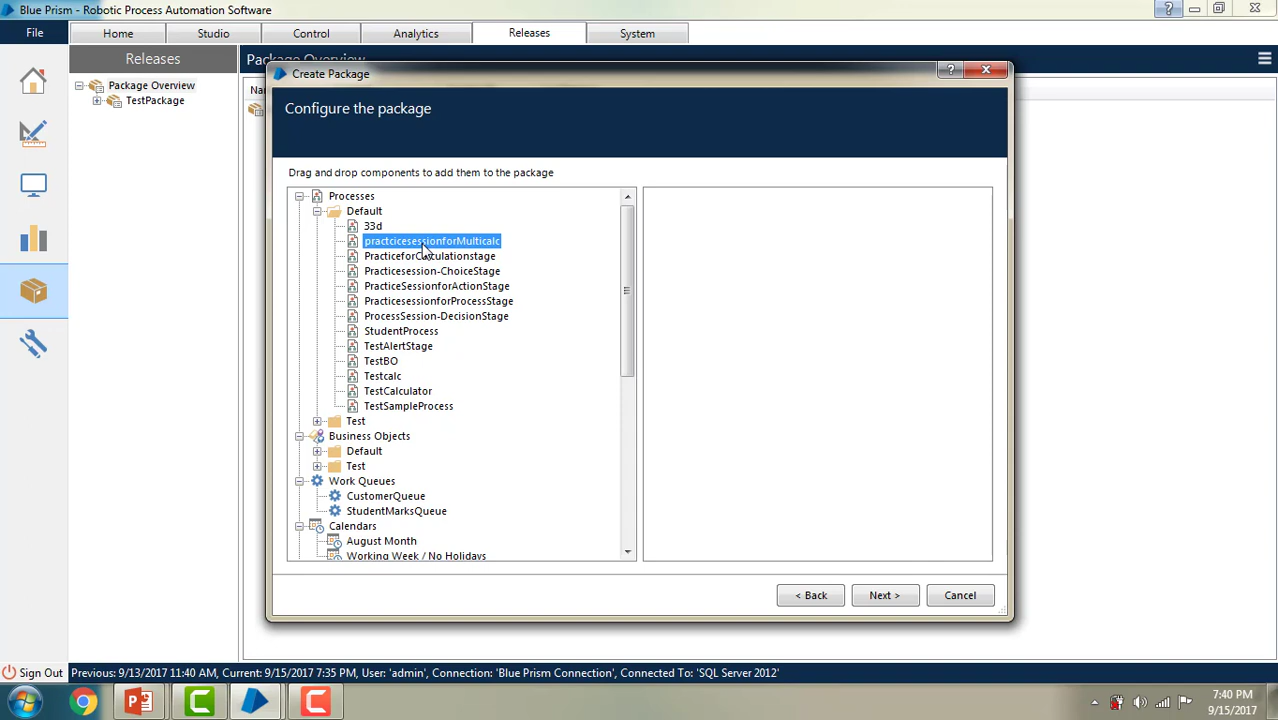 Blue Prism - Robotic Process Automation Software
File
Home
Studio
Control
Analytics
Releases
System
Releases
Package Overview
TestPackage
Create Package
Configure the package
Drag and drop components to add them to the package
Processes
Default
33d
practcicesessionforMulticalc
PracticeforCalculationstage
Practicesession-ChoiceStage
PracticeSessionforActionStage
PracticesessionforProcessStage
ProcessSession-DecisionStage
StudentProcess
TestAlertStage
TestBO
Testcalc
TestCalculator
TestSampleProcess
Test
Business Objects
Default
Test
Work Queues
CustomerQueue
StudentMarksQueue
Calendars
August Month
Working Week / No Holidays
< Back
Next >
Cancel
Sign Out
Previous: 9/13/2017 11:40 AM, Current: 9/15/2017 7:35 PM, User: 'admin', Connection: 'Blue Prism Connection', Connected To: 'SQL Server 2012'
7:40 PM
9/15/2017